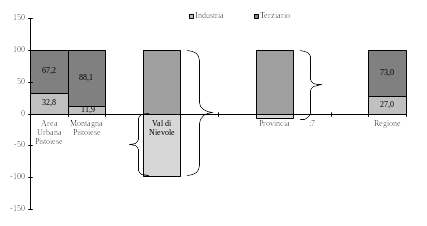 Industria Terziario
150
100
50
0
-50
-100
-150
67,2
32,8
88,1
11,9
73,0
27,0
Area
Urbana
Pistoiese
Montagna
Pistoiese
Val di
Nievole
Provincia
,7
Regione